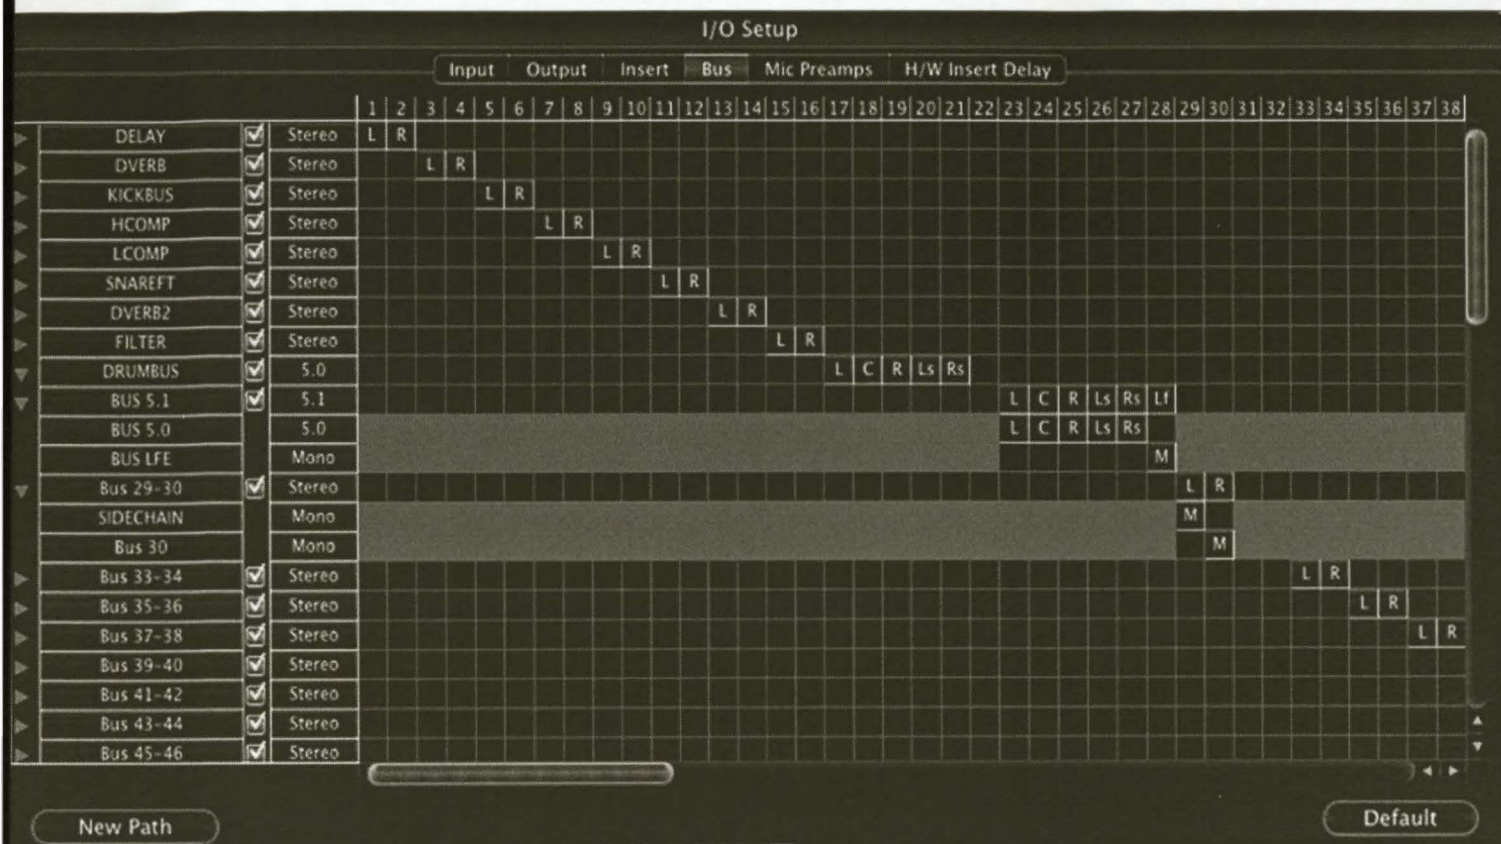 I/O Setup
Input Output Insert Bus Mic Preamps H/W Insert Delay
1 2 3 4 5 6 7 8 9 10 11 12 13 14 15 16 17 18 19 20 21 22 23 24 25 26 27 28 29 30 31 32 33 34 35 36 37 38
DELAY Stereo L R
DVERB Stereo L R
KICKBUS Stereo L R
HCOMP Stereo L R
LCOMP Stereo L R
SNAREFT Stereo L R
DVERB2 Stereo L R
FILTER Stereo L R
DRUMBUS 5.0 L C R Ls Rs
BUS 5.1 5.1 L C R Ls Rs Lf
BUS 5.0 5.0 L C R Ls Rs
BUS LFE Mono M
Bus 29-30 Stereo L R
SIDECHAIN Mono M
Bus 30 Mono M
Bus 33-34 Stereo L R
Bus 35-36 Stereo L R
Bus 37-38 Stereo L R
Bus 39-40 Stereo
Bus 41-42 Stereo
Bus 43-44 Stereo
Bus 45-46 Stereo
New Path Default